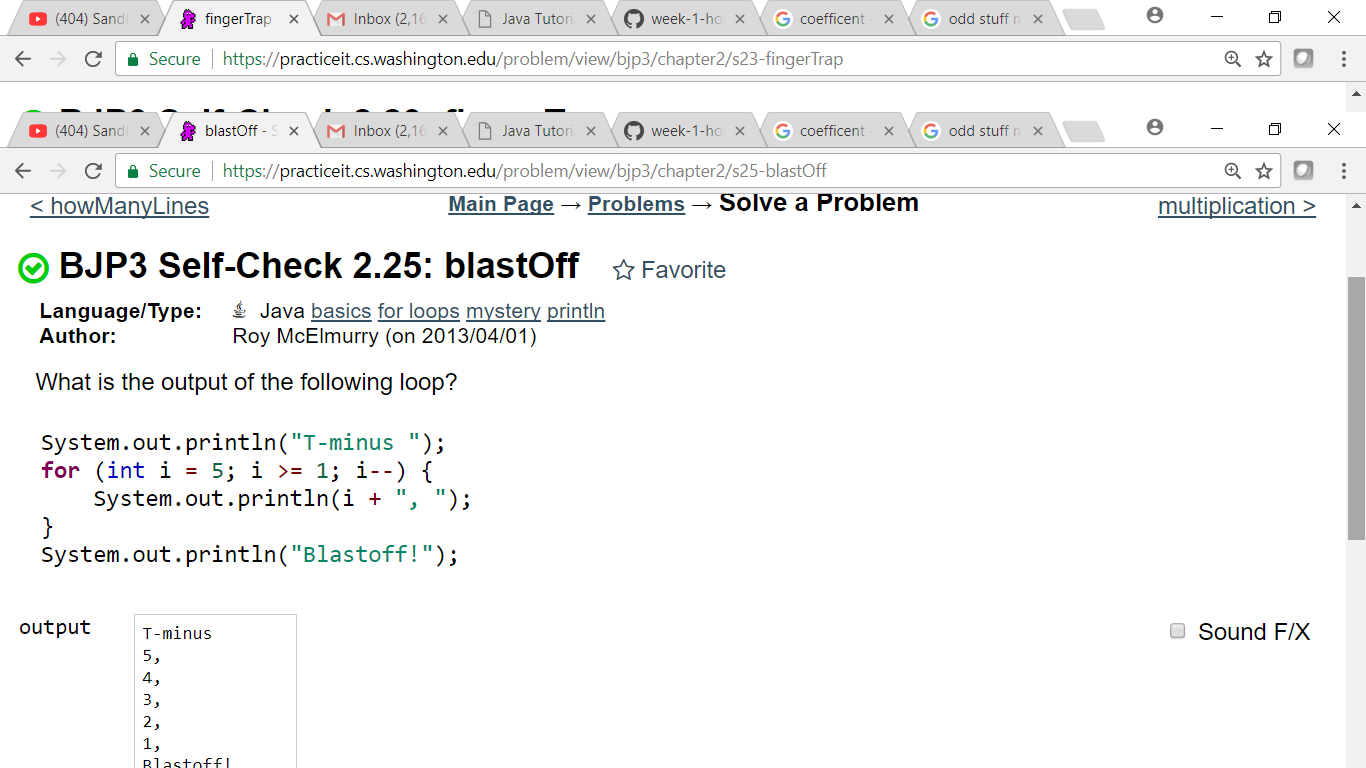 (404) Sandl
fingerTrap
Inbox (2,16
Java Tutori
week-1-ho
coefficent -
odd stuff n
Secure https://practiceit.cs.washington.edu/problem/view/bjp3/chapter2/s23-fingerTrap
(404) Sandl
blastOff - S
Inbox (2,16
Java Tutori
week-1-ho
coefficent -
odd stuff n
Secure https://practiceit.cs.washington.edu/problem/view/bjp3/chapter2/s25-blastOff
< howManyLines Main Page → Problems → Solve a Problem multiplication >
BJP3 Self-Check 2.25: blastOff Favorite
Language/Type: Java basics for loops mystery println
Author: Roy McElmurry (on 2013/04/01)
What is the output of the following loop?
System.out.println("T-minus ");
for (int i = 5; i >= 1; i--) {
    System.out.println(i + ", ");
}
System.out.println("Blastoff!");
output
T-minus
5,
4,
3,
2,
1,
Blastoff!
Sound F/X